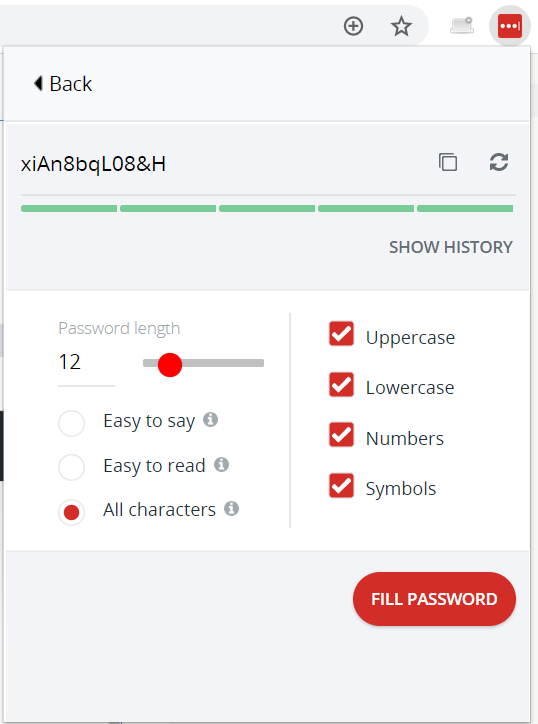 Back
xiAn8bqL08&H
SHOW HISTORY
Password length
12
Easy to say
Easy to read
All characters
Uppercase
Lowercase
Numbers
Symbols
FILL PASSWORD